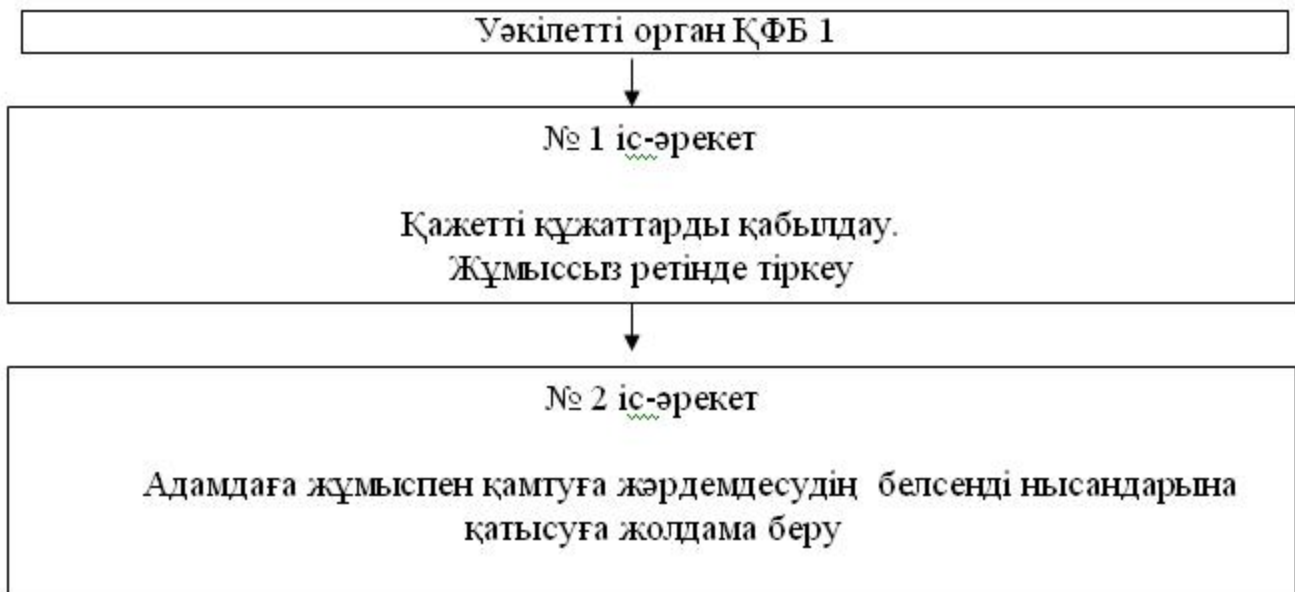 Уәкілетті орган ҚФБ 1
№ 1 іс-әрекет
Қажетті құжаттарды қабылдау.
Жұмыссыз ретінде тіркеу
№ 2 іс-әрекет
Адамдаға жұмыспен қамтуға жәрдемдесудің белсенді нысандарына
қатысуға жолдама беру